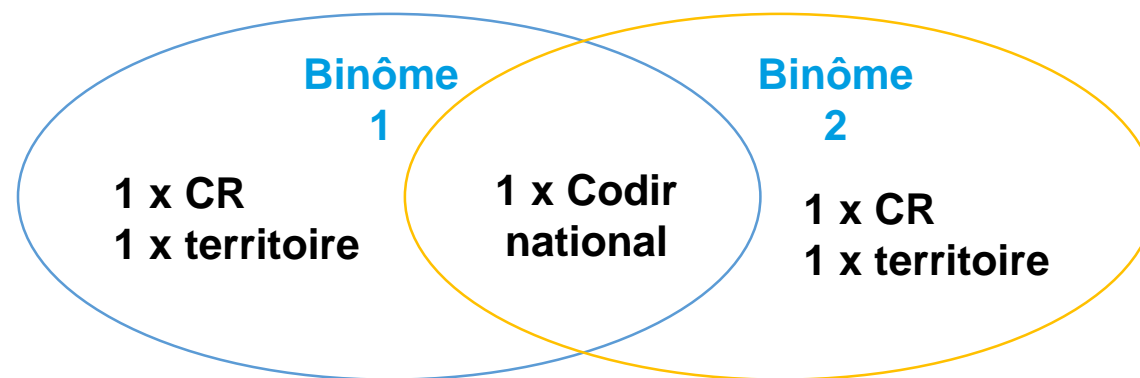 Binôme
1
1 x CR
1 x territoire
1 x Codir
national
Binôme
2
1 x CR
1 x territoire